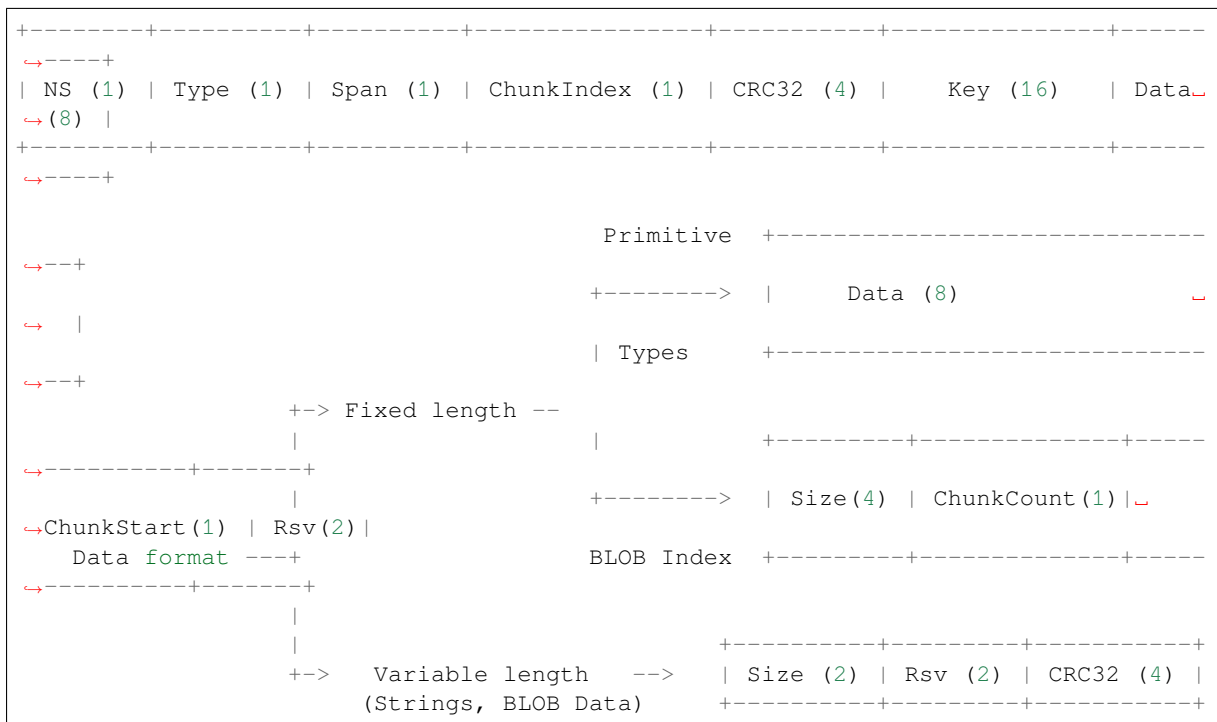 +--------+----------+----------+---------------+-----------+--------------+------
↪----+
| NS (1) | Type (1) | Span (1) | ChunkIndex (1) | CRC32 (4) |    Key (16)   | Data␣
↪(8) |
+--------+----------+----------+---------------+-----------+--------------+------
↪----+
Primitive  +------------------------------
↪--+
+-------->  |     Data (8)                ␣
↪  |
| Types     +------------------------------
↪--+
+-> Fixed length --
|                    |           +---------+--------------+-----
↪----------+-------+
|                    +-------->  | Size(4) | ChunkCount(1)|␣
↪ChunkStart(1) | Rsv(2)|
Data format ---+                    BLOB Index  +---------+--------------+-----
↪----------+-------+
|
|                             +----------+---------+-----------+
+->   Variable length   -->   | Size (2) | Rsv (2) | CRC32 (4) |
(Strings, BLOB Data)     +----------+---------+-----------+